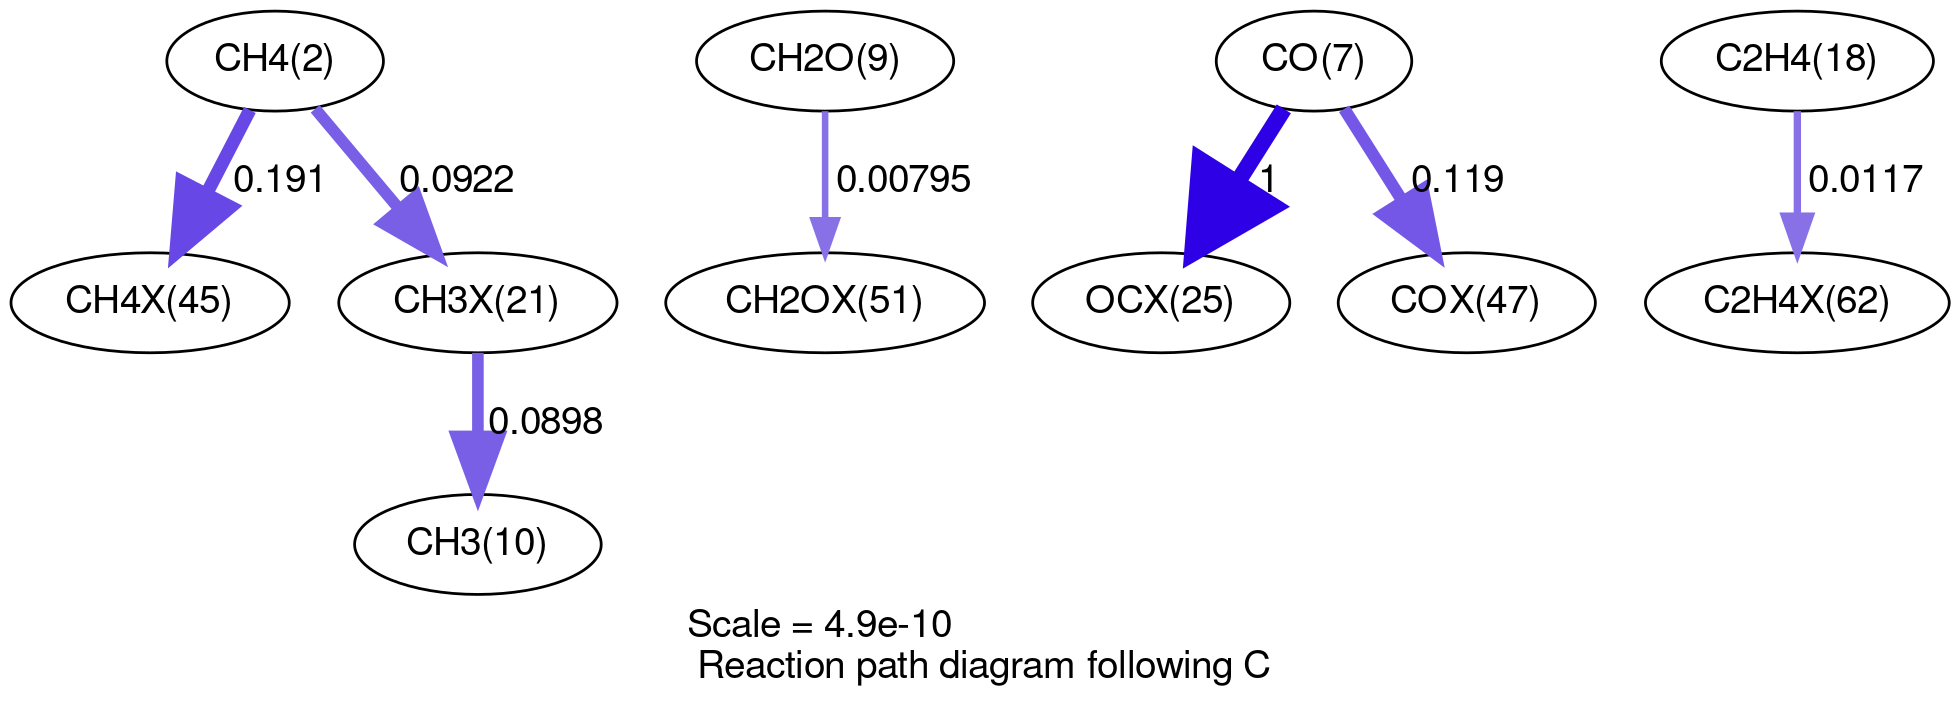 CH4(2)
CH2O(9)
CO(7)
C2H4(18)
0.191
0.0922
0.00795
1
0.119
0.0117
CH4X(45)
CH3X(21)
CH2OX(51)
OCX(25)
COX(47)
C2H4X(62)
0.0898
CH3(10)
Scale = 4.9e-10
Reaction path diagram following C